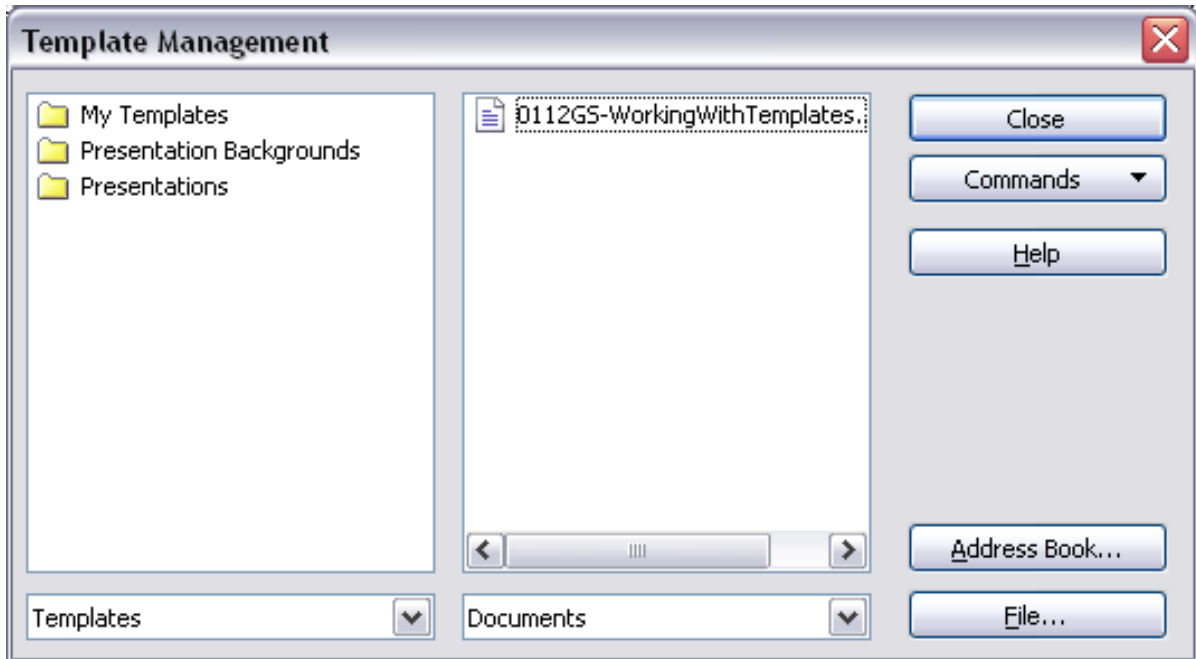 Template Management
My Templates
Presentation Backgrounds
Presentations
0112GS-WorkingWithTemplates.
Close
Commands
Help
Address Book...
Templates
Documents
File...